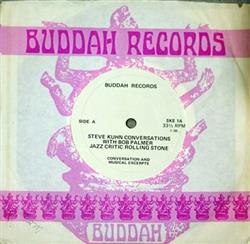 BUDDAH RECORDS
BUDDAH RECORDS
SIDE A
SKE 1A
33⅓ RPM
STEVE KUHN CONVERSATIONS
WITH BOB PALMER
JAZZ CRITIC ROLLING STONE
CONVERSATION AND
MUSICAL EXCERPTS
BUDDAH